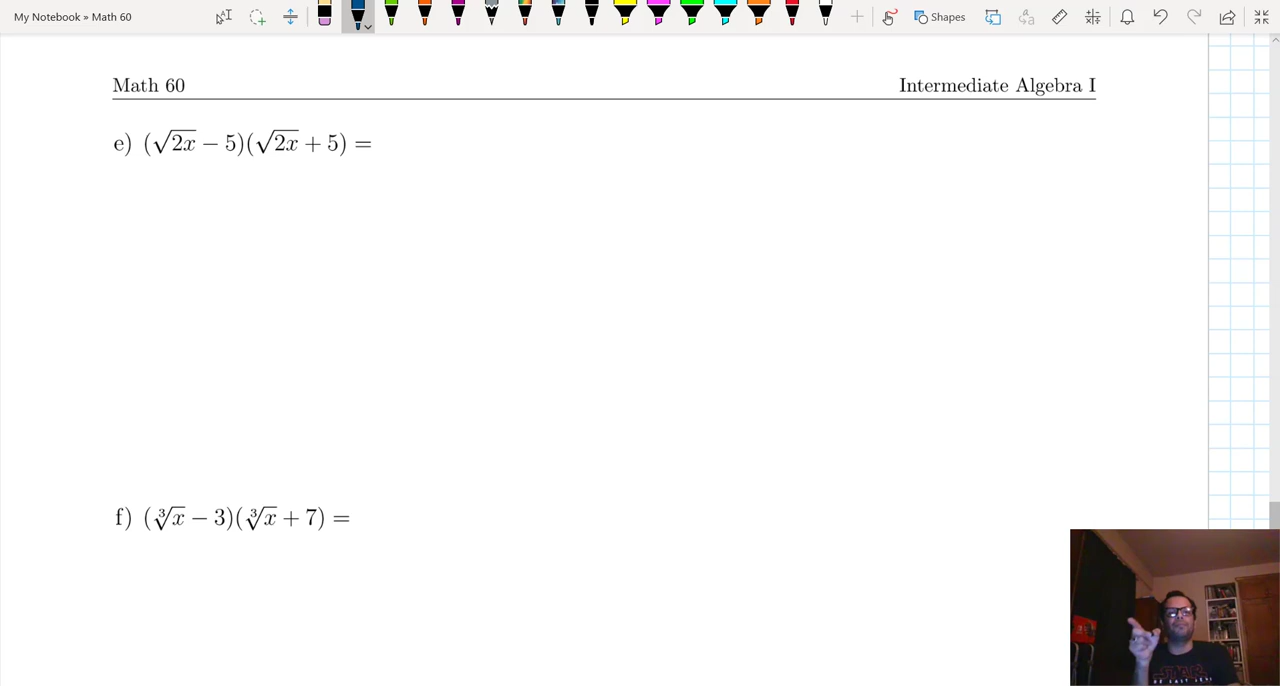 My Notebook » Math 60
Shapes
Math 60 Intermediate Algebra I
e) (√2x − 5)(√2x + 5) =
f) (∛x − 3)(∛x + 7) =